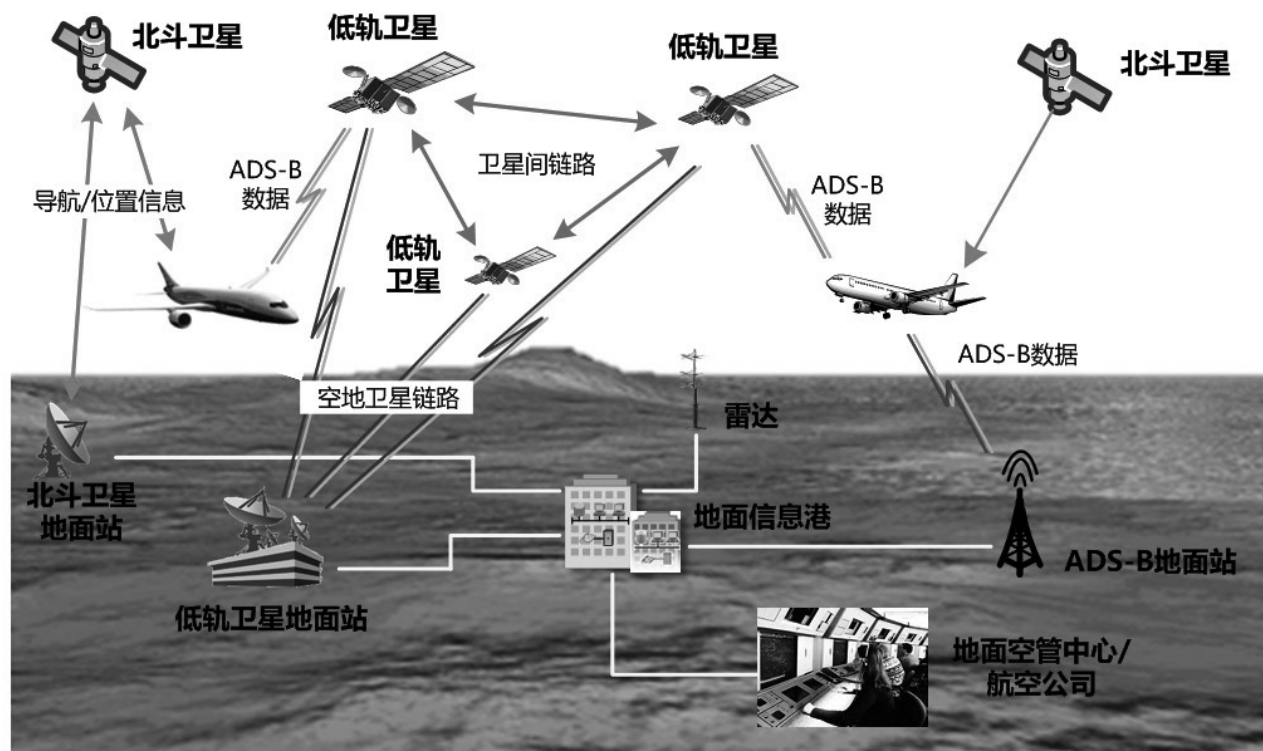 北斗卫星
低轨卫星
低轨卫星
北斗卫星
ADS-B
数据
卫星间链路
ADS-B
数据
导航/位置信息
低轨
卫星
ADS-B数据
空地卫星链路
雷达
北斗卫星
地面站
地面信息港
ADS-B地面站
低轨卫星地面站
地面空管中心/
航空公司